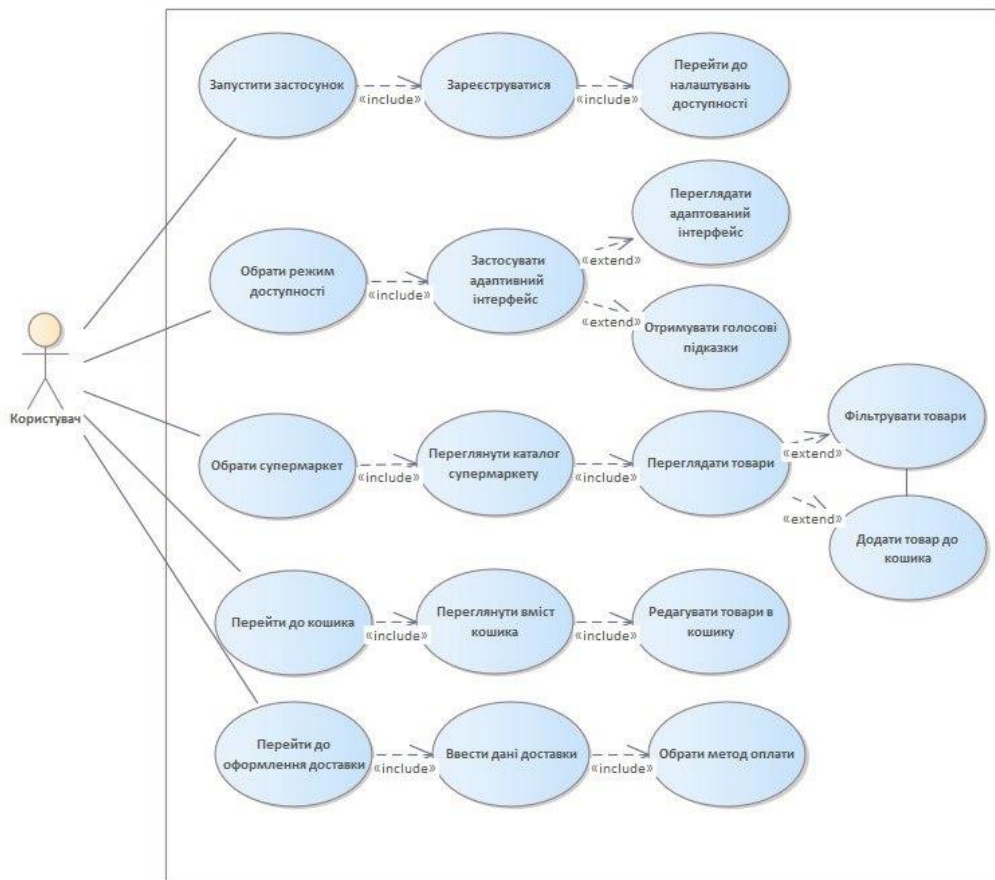 Запустити застосунок
«include»
Зареєструватися
«include»
Перейти до
налаштувань
доступності
Обрати режим
доступності
«include»
Застосувати
адаптивний
інтерфейс
«extend»
Переглядати
адаптований
інтерфейс
«extend»
Отримувати голосові
підказки
Користувач
Обрати супермаркет
«include»
Переглянути каталог
супермаркету
«include»
Переглядати товари
«extend»
Фільтрувати товари
«extend»
Додати товар до
кошика
Перейти до кошика
«include»
Переглянути вміст
кошика
«include»
Редагувати товари в
кошику
Перейти до
оформлення доставки
«include»
Ввести дані доставки
«include»
Обрати метод оплати